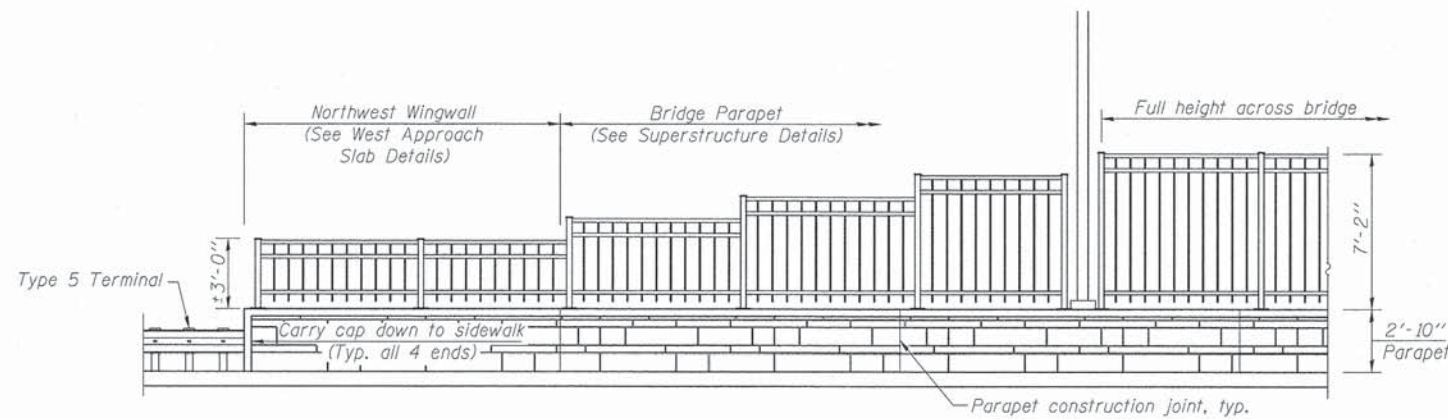 Northwest Wingwall
(See West Approach
Slab Details)
Bridge Parapet
(See Superstructure Details)
Full height across bridge
Type 5 Terminal
±3'-0"
7'-2"
Carry cap down to sidewalk
(Typ. all 4 ends)
2'-10"
Parapet
Parapet construction joint, typ.